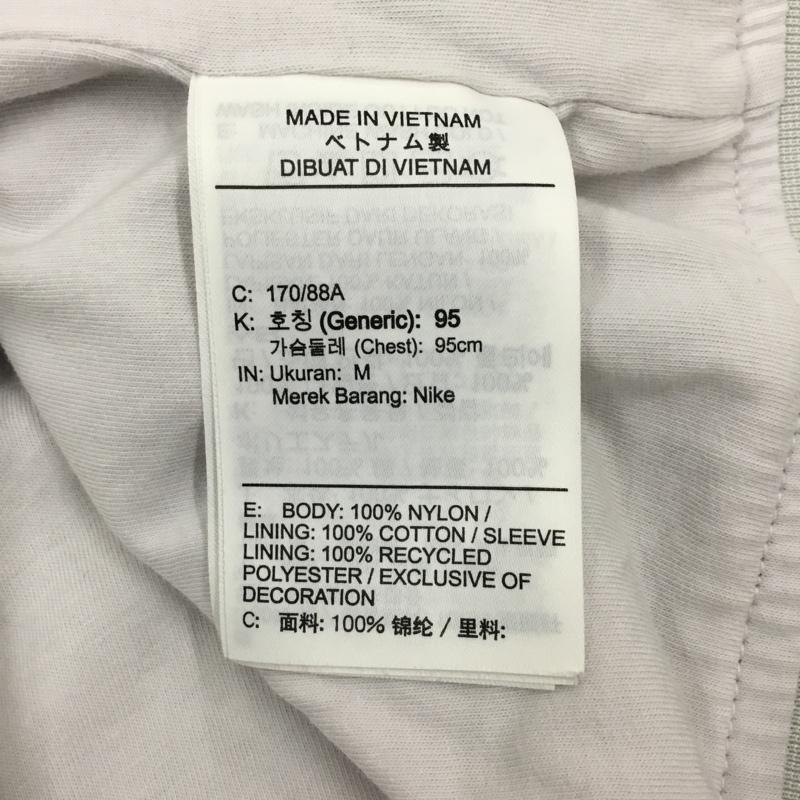 MADE IN VIETNAM
ベトナム製
DIBUAT DI VIETNAM
C: 170/88A
K: 호칭 (Generic): 95
가슴둘레 (Chest): 95cm
IN: Ukuran: M
Merek Barang: Nike
E: BODY: 100% NYLON /
LINING: 100% COTTON / SLEEVE
LINING: 100% RECYCLED
POLYESTER / EXCLUSIVE OF
DECORATION
C: 面料: 100% 锦纶 / 里料: